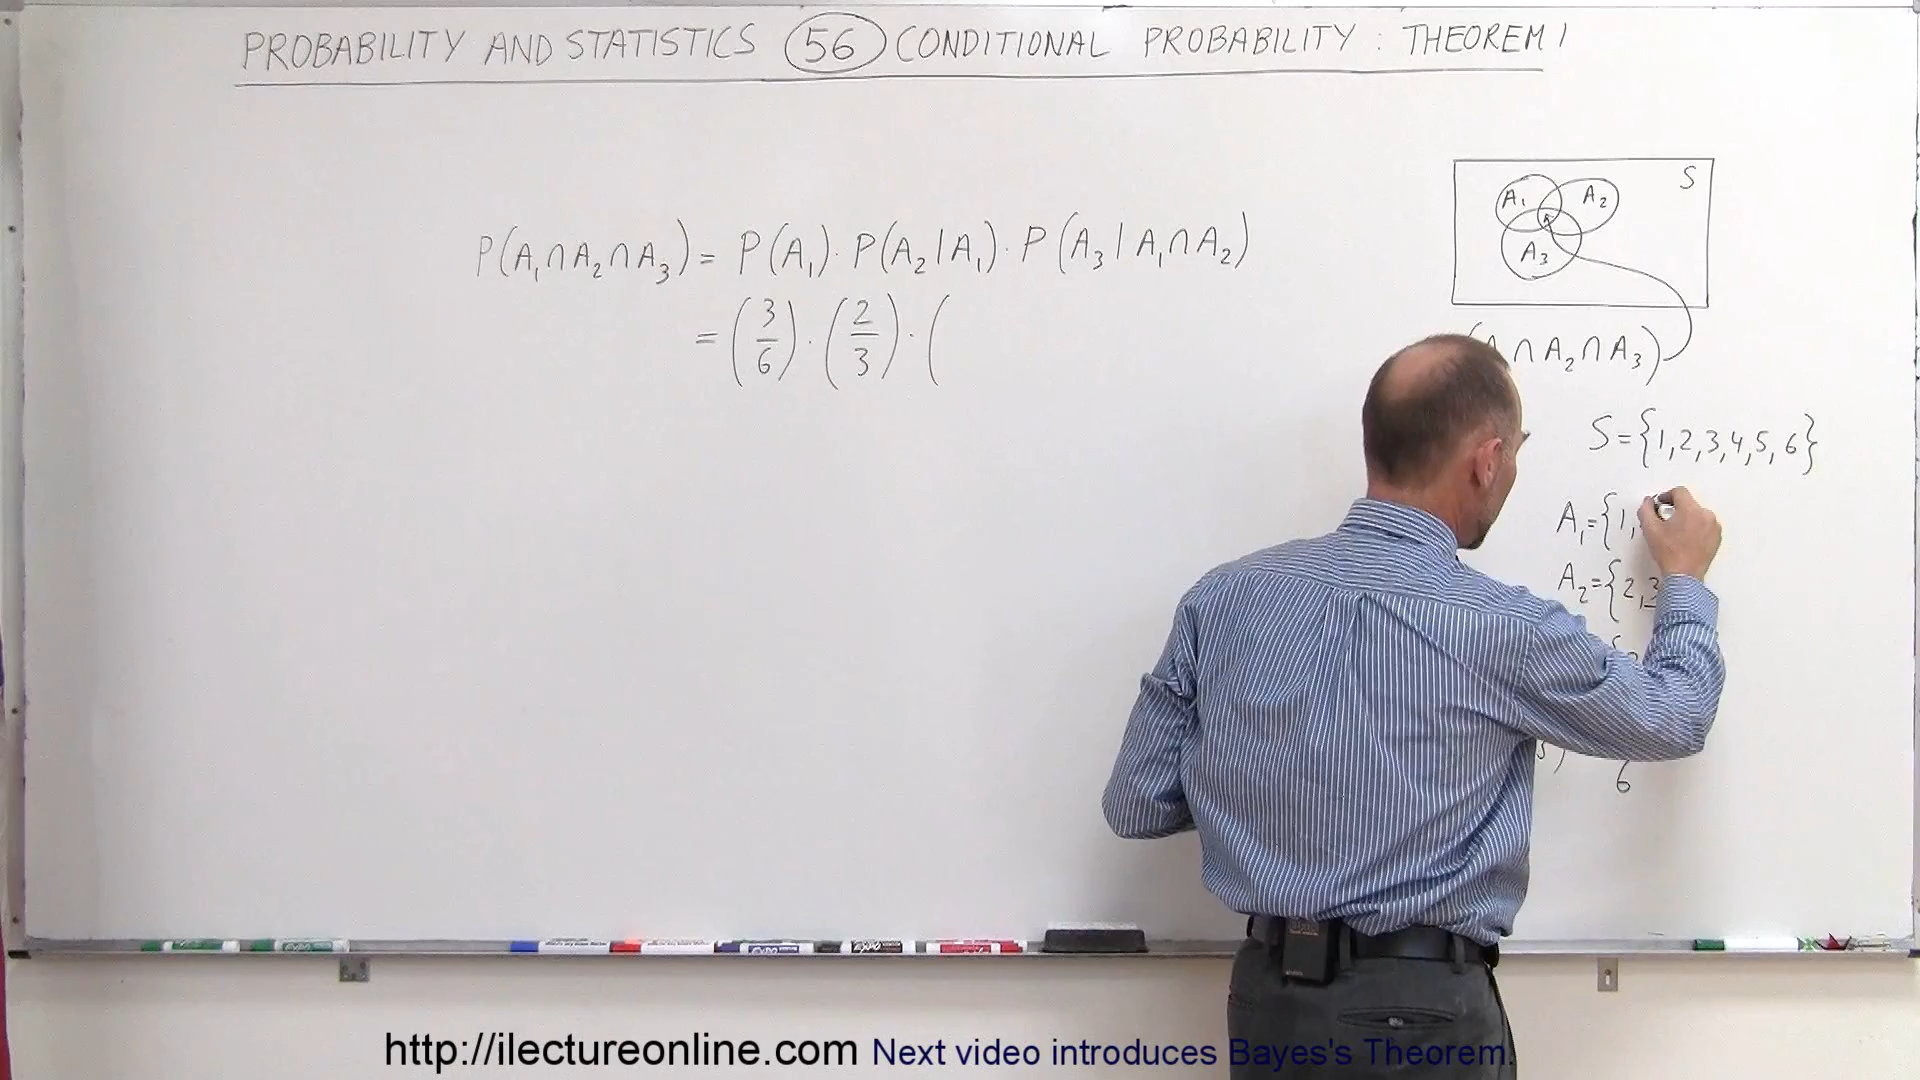 PROBABILITY AND STATISTICS 56 CONDITIONAL PROBABILITY : THEOREM 1
P(A₁∩A₂∩A₃) = P(A₁)·P(A₂|A₁)·P(A₃|A₁∩A₂)
= (3/6)·(2/3)·(
S
A₁ A₂
A₃
∩A₂∩A₃)
S={1,2,3,4,5,6}
A₁={1,
A₂={2,3
6
EXPO
http://ilectureonline.com Next video introduces Bayes's Theorem.